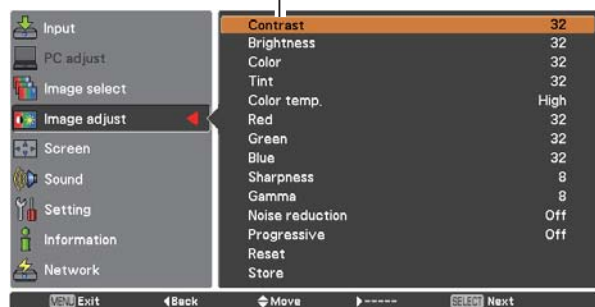 Input
PC adjust
Image select
Image adjust
Screen
Sound
Setting
Information
Network
Contrast 32
Brightness 32
Color 32
Tint 32
Color temp. High
Red 32
Green 32
Blue 32
Sharpness 8
Gamma 8
Noise reduction Off
Progressive Off
Reset
Store
MENU Exit Back Move ----- SELECT Next